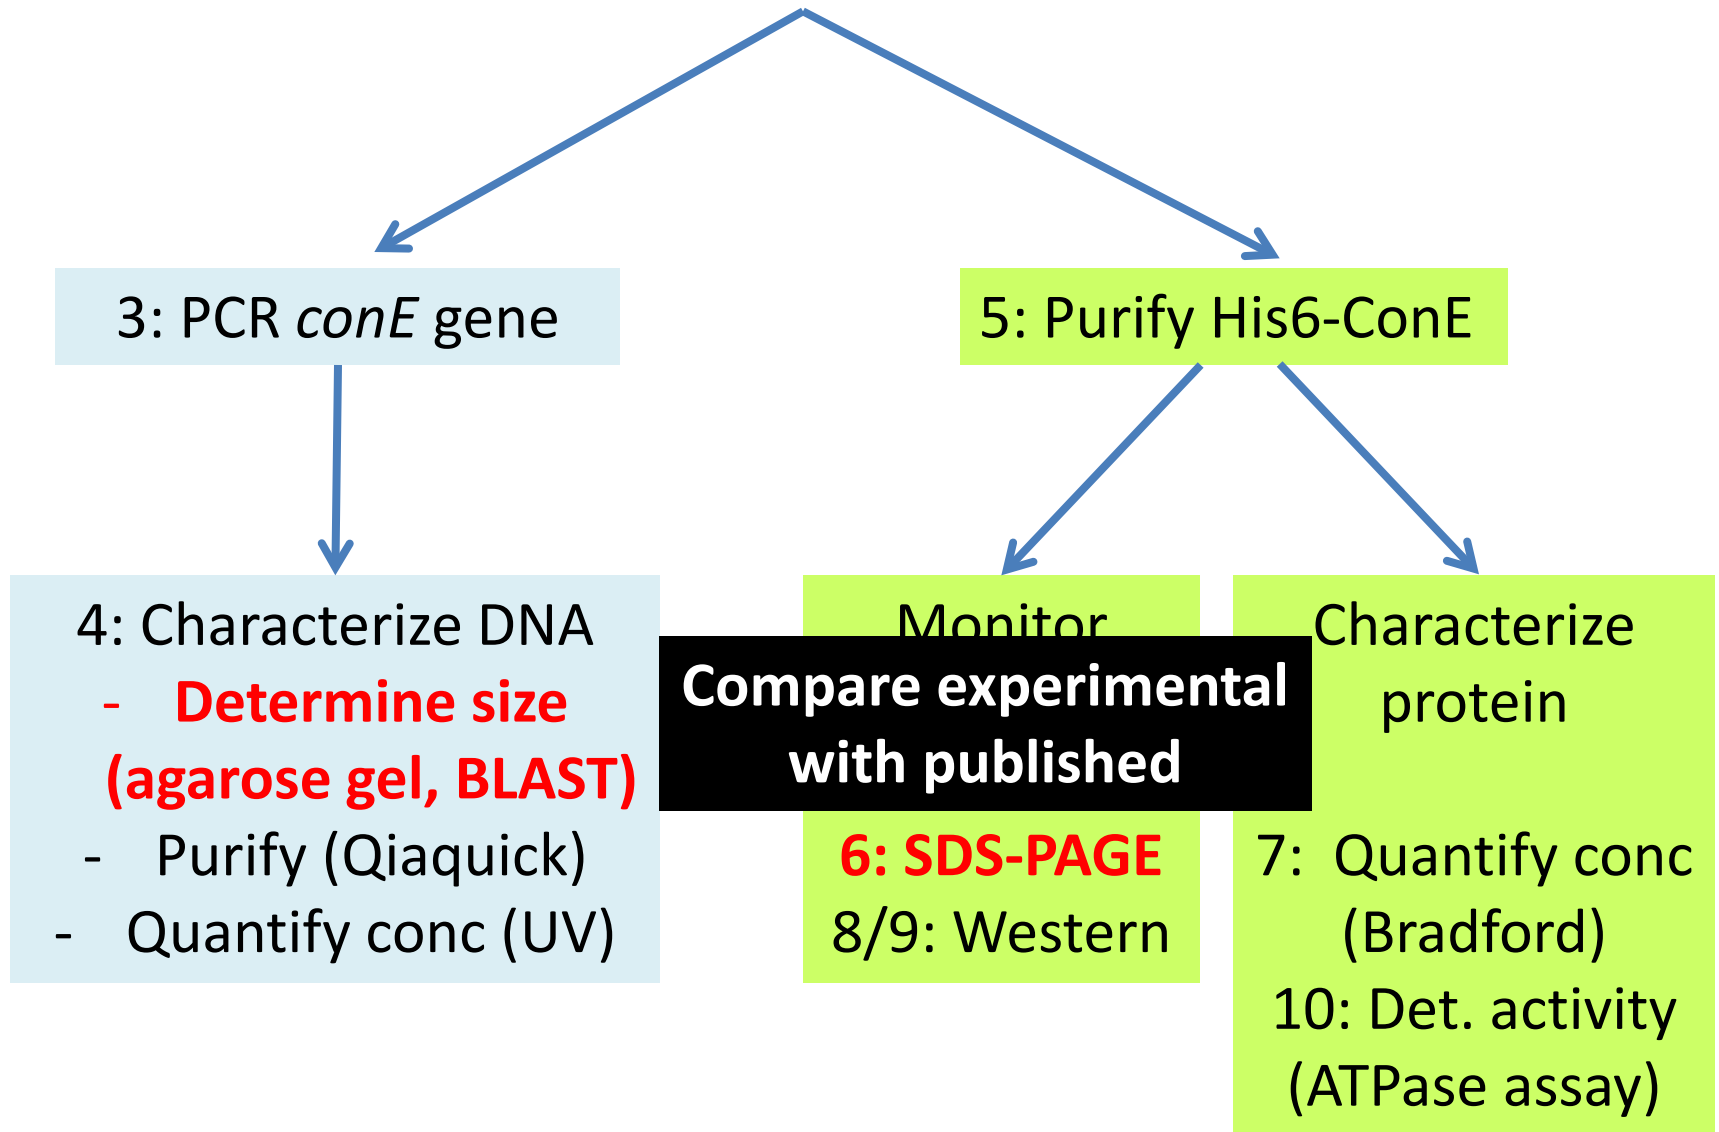 3: PCR conE gene
5: Purify His6-ConE
4: Characterize DNA
- Determine size
(agarose gel, BLAST)
- Purify (Qiaquick)
- Quantify conc (UV)
Monitor
Compare experimental
with published
6: SDS-PAGE
8/9: Western
Characterize
protein
7: Quantify conc
(Bradford)
10: Det. activity
(ATPase assay)